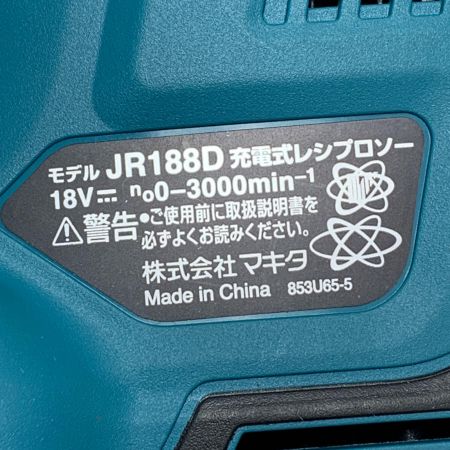 モデル JR188D 充電式レシプロソー
18V⎓ n₀0-3000min⁻¹
警告・ご使用前に取扱説明書を
必ずよくお読みください。
株式会社マキタ
Made in China 853U65-5